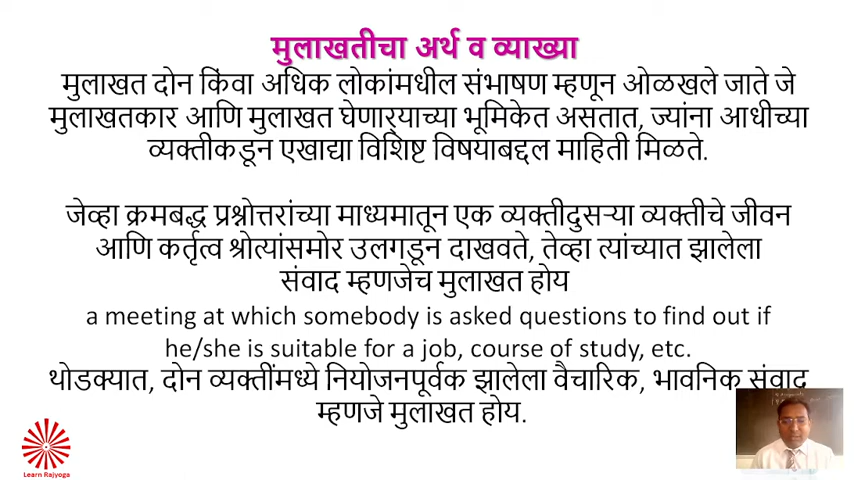 मुलाखतीचा अर्थ व व्याख्या
मुलाखत दोन किंवा अधिक लोकांमधील संभाषण म्हणून ओळखले जाते जे
मुलाखतकार आणि मुलाखत घेणाऱ्याच्या भूमिकेत असतात, ज्यांना आधीच्या
व्यक्तीकडून एखाद्या विशिष्ट विषयाबद्दल माहिती मिळते.
जेव्हा क्रमबद्ध प्रश्नोत्तरांच्या माध्यमातून एक व्यक्तीदुसऱ्या व्यक्तीचे जीवन
आणि कर्तृत्व श्रोत्यांसमोर उलगडून दाखवते, तेव्हा त्यांच्यात झालेला
संवाद म्हणजेच मुलाखत होय
a meeting at which somebody is asked questions to find out if
he/she is suitable for a job, course of study, etc.
थोडक्यात, दोन व्यक्तींमध्ये नियोजनपूर्वक झालेला वैचारिक, भावनिक संवाद
म्हणजे मुलाखत होय.
Learn Rajyoga